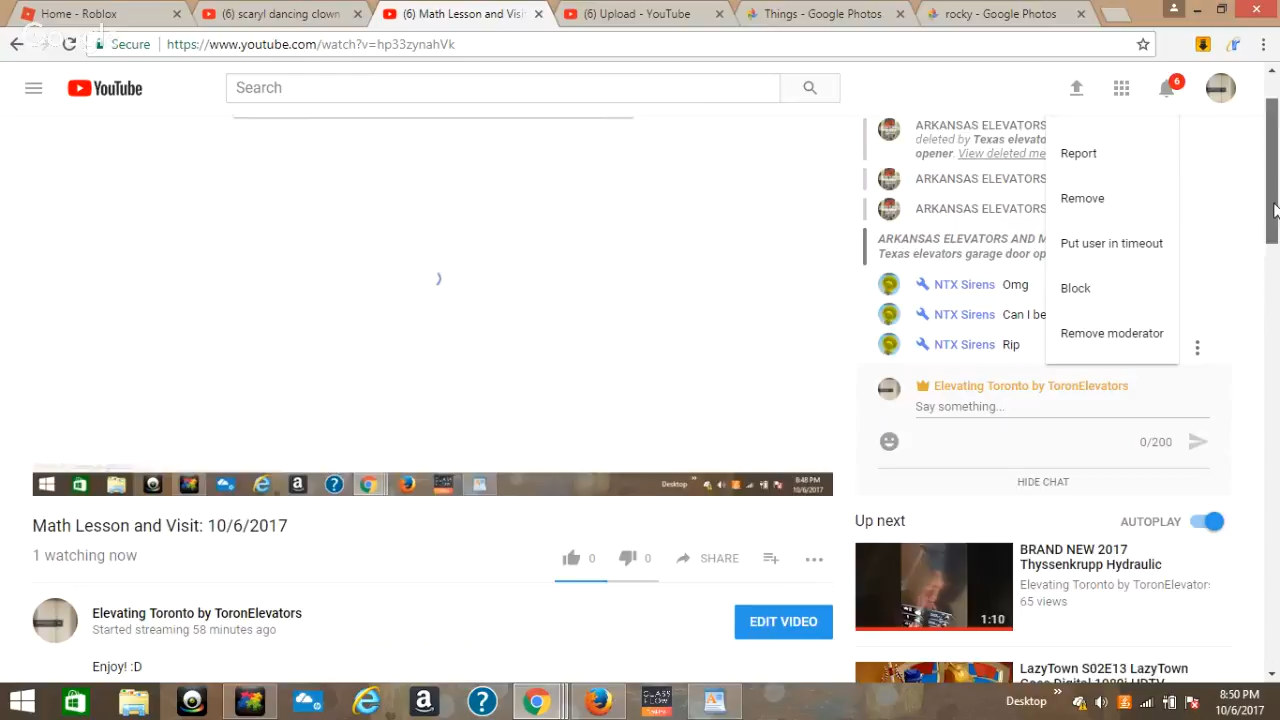 Home - Roblox
(6) scary| dancing clown
(6) Math Lesson and Visi
(6) Upload - YouTube
Things - Google Photos
rocky - Google Photos
Secure
https://www.youtube.com/watch?v=hp33zynahVk
YouTube
Search
6
ARKANSAS ELEVATORS
deleted by Texas elevato
opener. View deleted me
ARKANSAS ELEVATORS
ARKANSAS ELEVATORS
ARKANSAS ELEVATORS AND M
Texas elevators garage door op
NTX Sirens Omg
NTX Sirens Can I be
NTX Sirens Rip
Report
Remove
Put user in timeout
Block
Remove moderator
Elevating Toronto by ToronElevators
Say something...
0/200
HIDE CHAT
Desktop
8:48 PM
10/6/2017
Math Lesson and Visit: 10/6/2017
1 watching now
0
0
SHARE
Elevating Toronto by ToronElevators
Started streaming 58 minutes ago
EDIT VIDEO
Enjoy! :D
Up next
AUTOPLAY
BRAND NEW 2017
Thyssenkrupp Hydraulic
Elevating Toronto by ToronElevators
65 views
1:10
LazyTown S02E13 LazyTown
Desktop
8:50 PM
10/6/2017